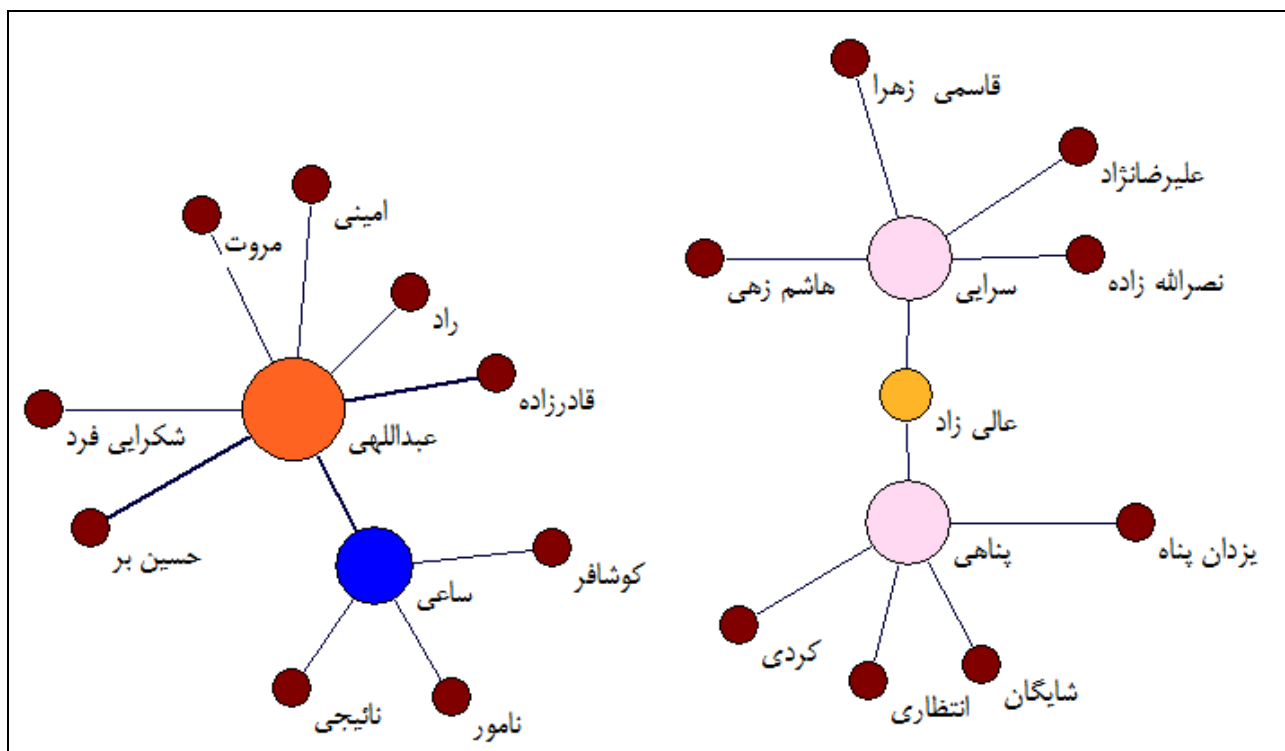 قاسمی زهرا
علیرضانژاد
نصرالله زاده
سرایی
هاشم زهی
عالی زاد
پناهی
یزدان پناه
کردی
انتظاری
شایگان
امینی
مروت
راد
قادرزاده
عبداللهی
شکرایی فرد
حسین بر
کوشافر
ساعی
نامور
نائیجی